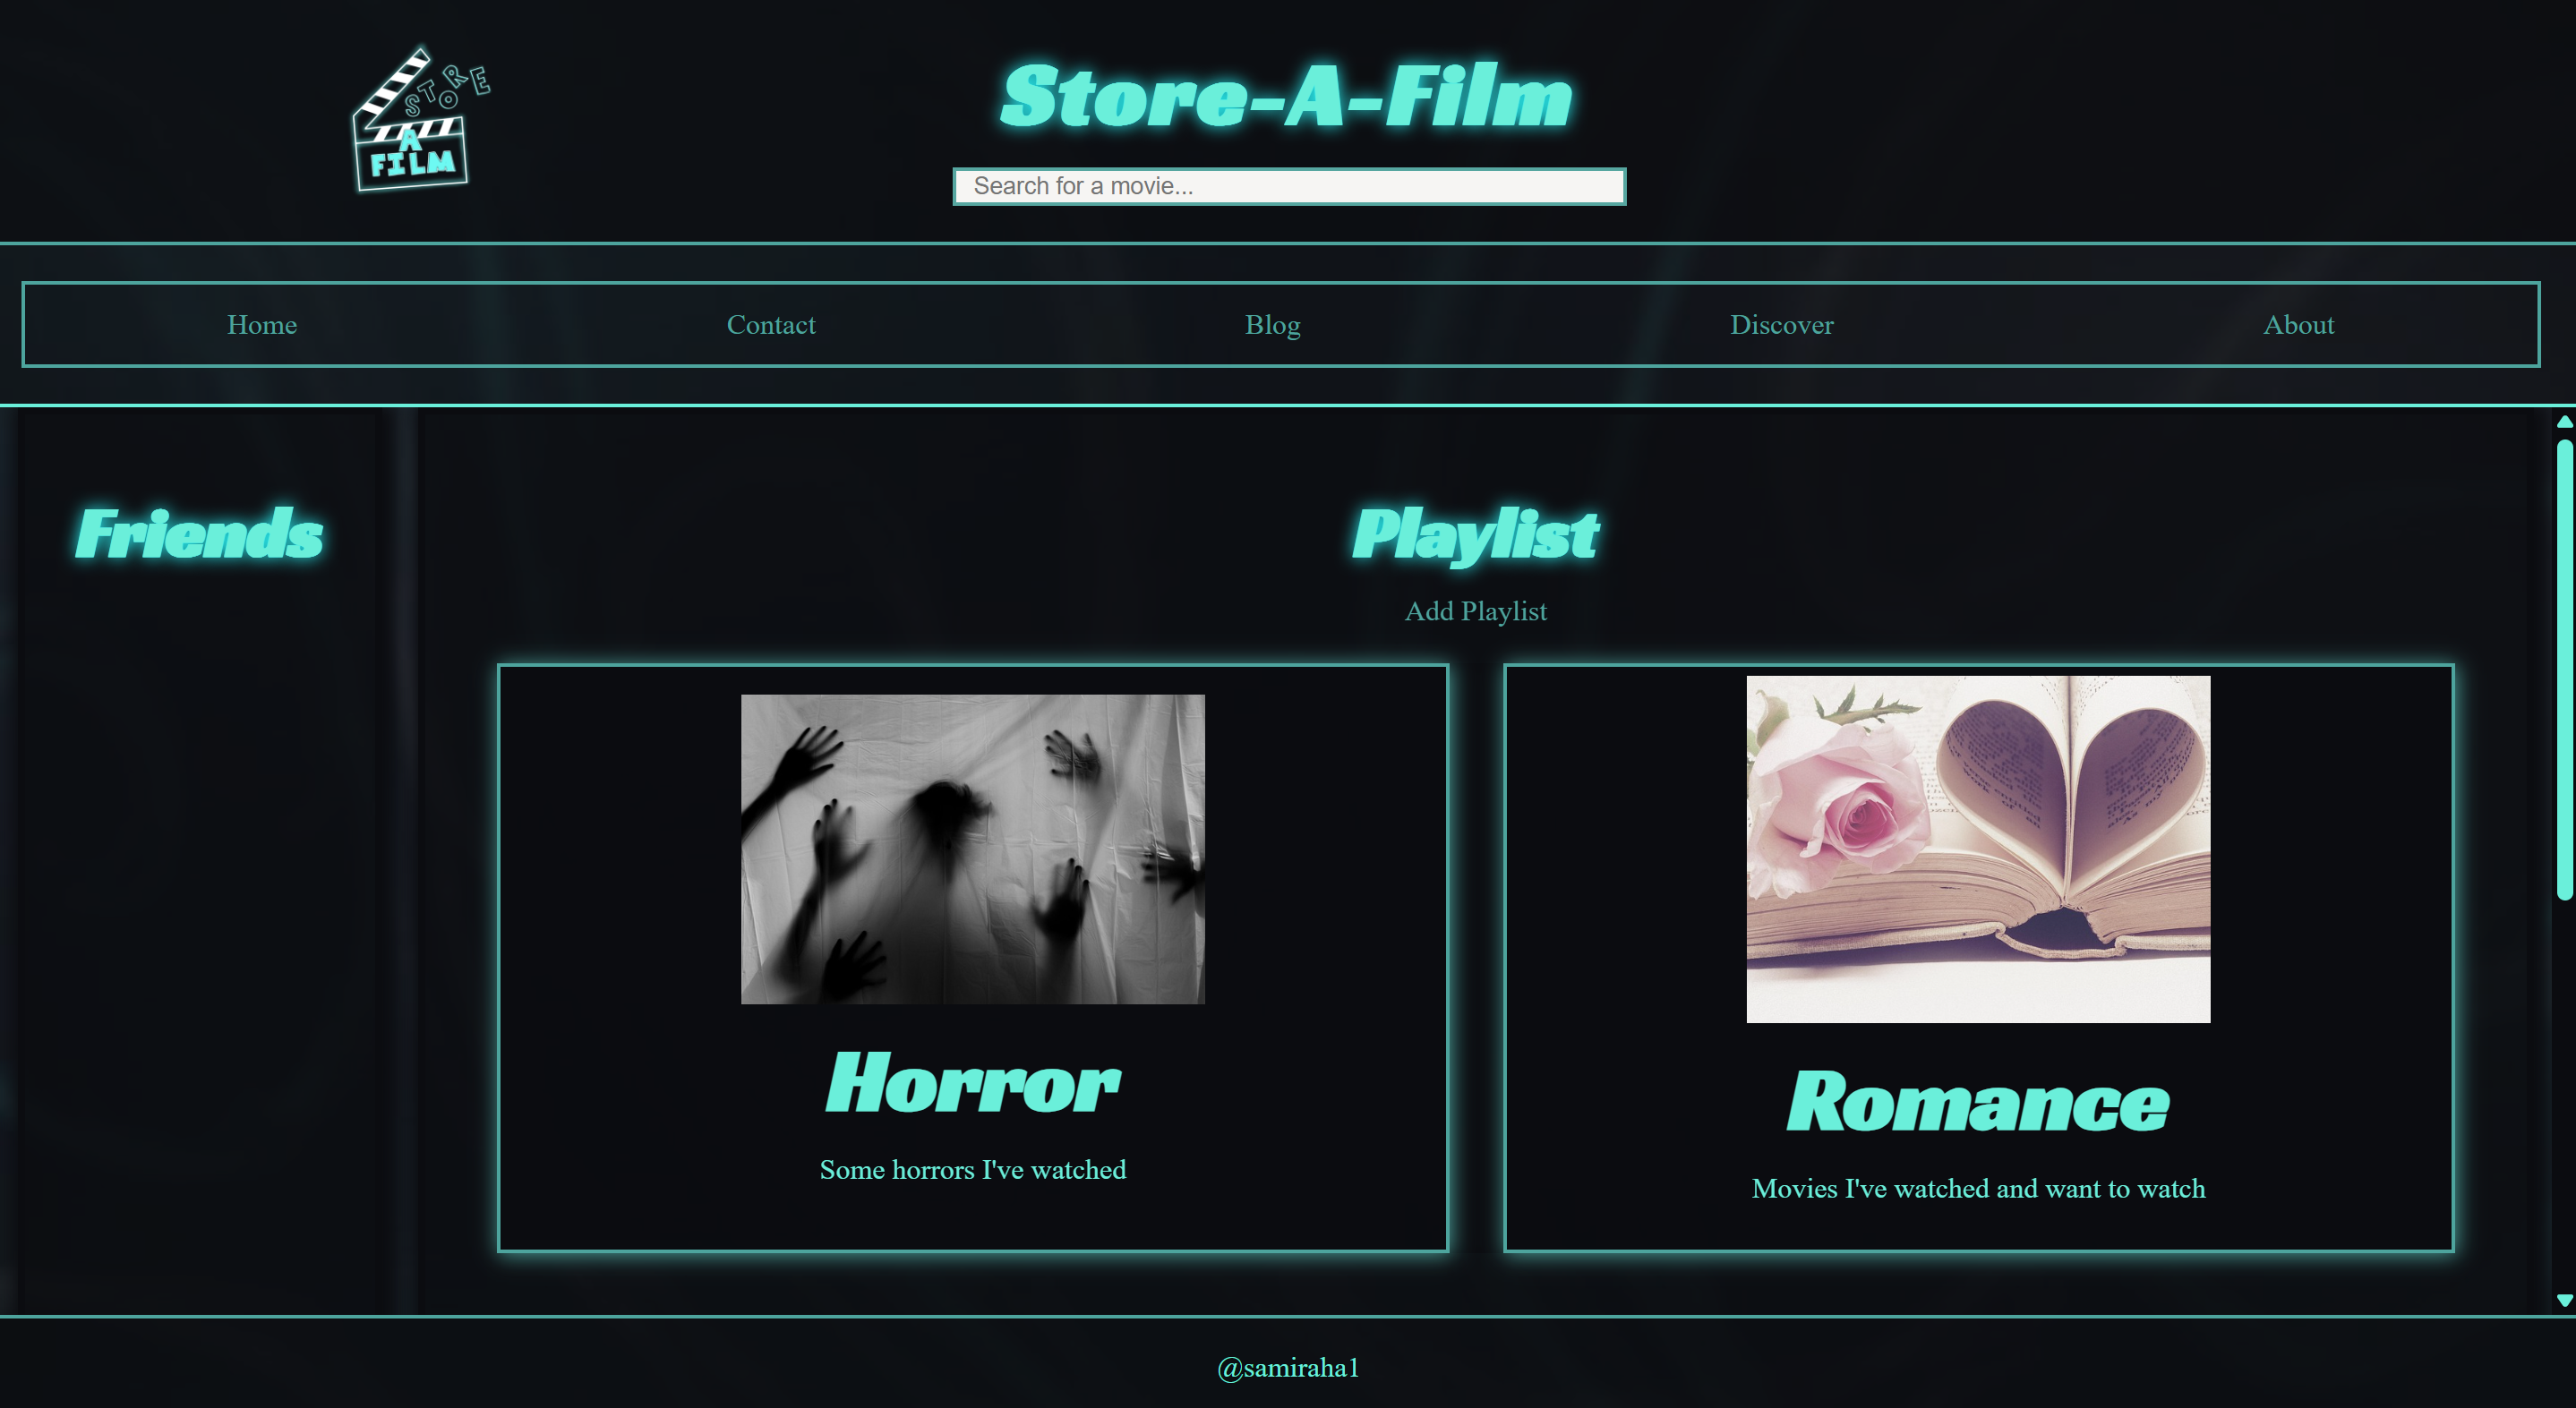 STORE
A
FILM
Store-A-Film
Search for a movie...
Home
Contact
Blog
Discover
About
Friends
Playlist
Add Playlist
Horror
Some horrors I've watched
Romance
Movies I've watched and want to watch
@samiraha1